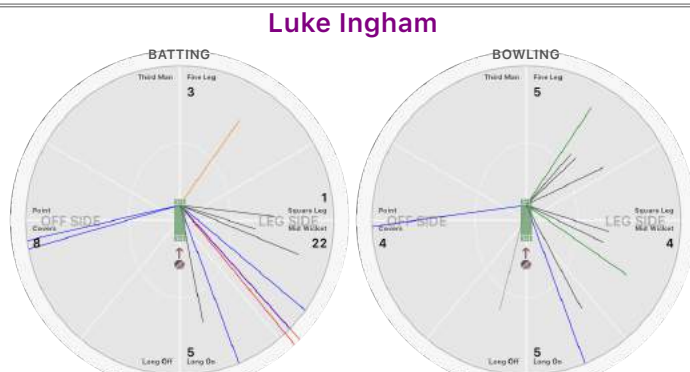 Luke Ingham
BATTING
Third Man
Fine Leg
3
1
Point
Square Leg
OFF SIDE
LEG SIDE
Covers
Mid Wicket
8
22
5
Long Off
Long On
BOWLING
Third Man
Fine Leg
5
Point
Square Leg
OFF SIDE
LEG SIDE
Covers
Mid Wicket
4
4
5
Long Off
Long On